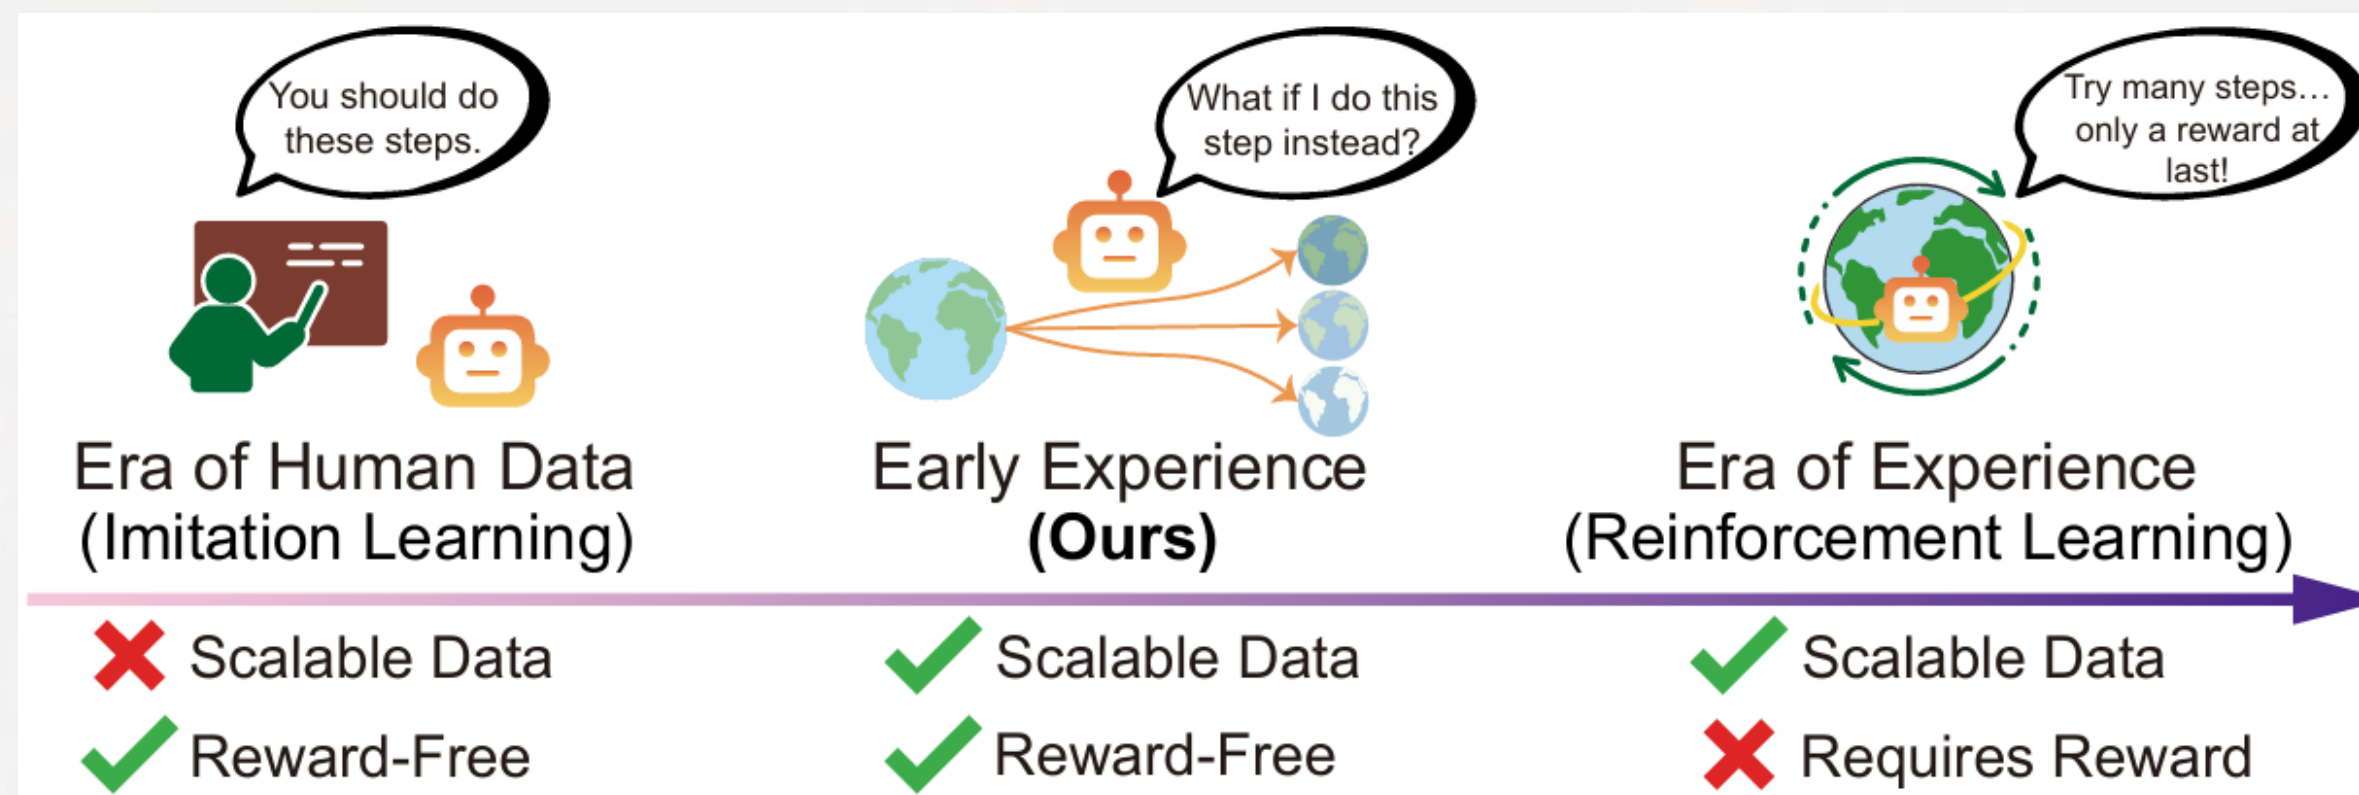 You should do
these steps.
What if I do this
step instead?
Try many steps...
only a reward at
last!
Era of Human Data
(Imitation Learning)
Early Experience
(Ours)
Era of Experience
(Reinforcement Learning)
Scalable Data
Reward-Free
Scalable Data
Reward-Free
Scalable Data
Requires Reward